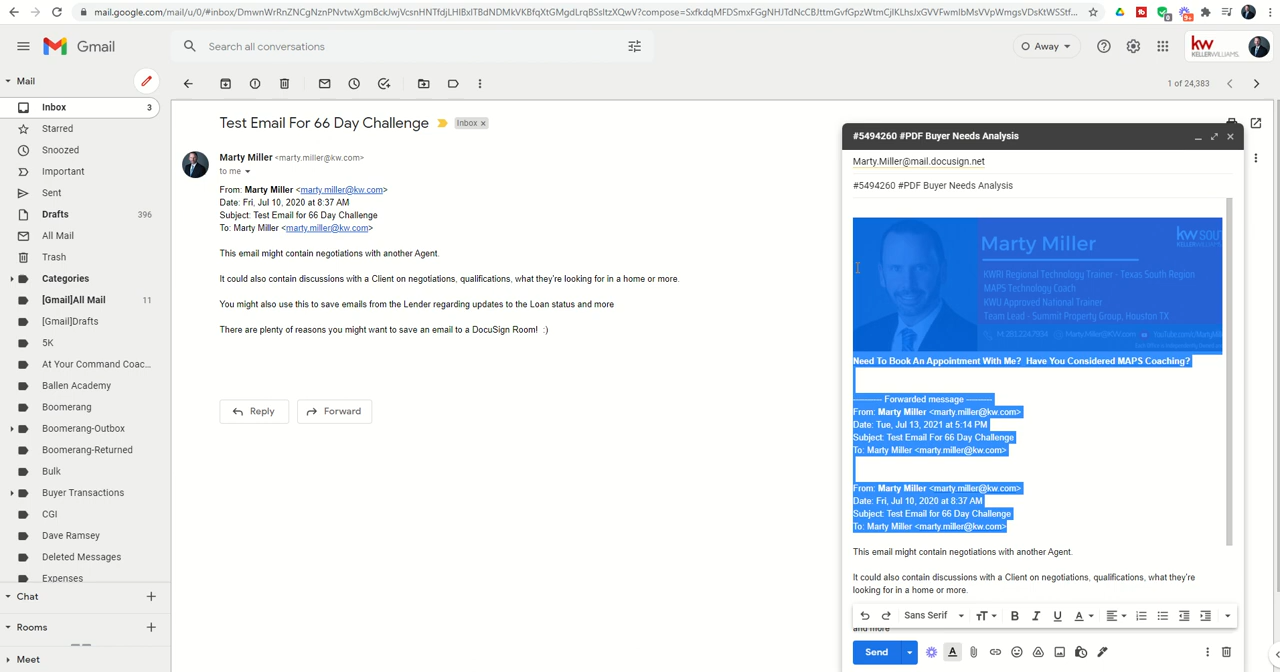 mail.google.com/mail/u/0/#inbox/
Gmail
Search all conversations
Away
kw
KELLERWILLIAMS.
Mail
1 of 24,383
Inbox 3
Starred
Snoozed
Important
Sent
Drafts 396
All Mail
Trash
Categories
[Gmail]All Mail 11
[Gmail]Drafts
5K
At Your Command Coac...
Ballen Academy
Boomerang
Boomerang-Outbox
Boomerang-Returned
Bulk
Buyer Transactions
CGI
Dave Ramsey
Deleted Messages
Expenses
Chat
Rooms
Meet
Test Email For 66 Day Challenge Inbox x
Marty Miller <marty.miller@kw.com>
to me
From: Marty Miller <marty.miller@kw.com>
Date: Fri, Jul 10, 2020 at 8:37 AM
Subject: Test Email for 66 Day Challenge
To: Marty Miller <marty.miller@kw.com>
This email might contain negotiations with another Agent.
It could also contain discussions with a Client on negotiations, qualifications, what they're looking for in a home or more.
You might also use this to save emails from the Lender regarding updates to the Loan status and more
There are plenty of reasons you might want to save an email to a DocuSign Room! :)
Reply Forward
#5494260 #PDF Buyer Needs Analysis
Marty.Miller@mail.docusign.net
#5494260 #PDF Buyer Needs Analysis
kw SOU
Marty Miller
KWRI Regional Technology Trainer - Texas South Region
MAPS Technology Coach
KWU Approved National Trainer
Team Lead - Summit Property Group, Houston TX
Need To Book An Appointment With Me? Have You Considered MAPS Coaching?
---------- Forwarded message ---------
From: Marty Miller <marty.miller@kw.com>
Date: Tue, Jul 13, 2021 at 5:14 PM
Subject: Test Email For 66 Day Challenge
To: Marty Miller <marty.miller@kw.com>
From: Marty Miller <marty.miller@kw.com>
Date: Fri, Jul 10, 2020 at 8:37 AM
Subject: Test Email for 66 Day Challenge
To: Marty Miller <marty.miller@kw.com>
This email might contain negotiations with another Agent.
It could also contain discussions with a Client on negotiations, qualifications, what they're
looking for in a home or more.
Sans Serif
and more
Send